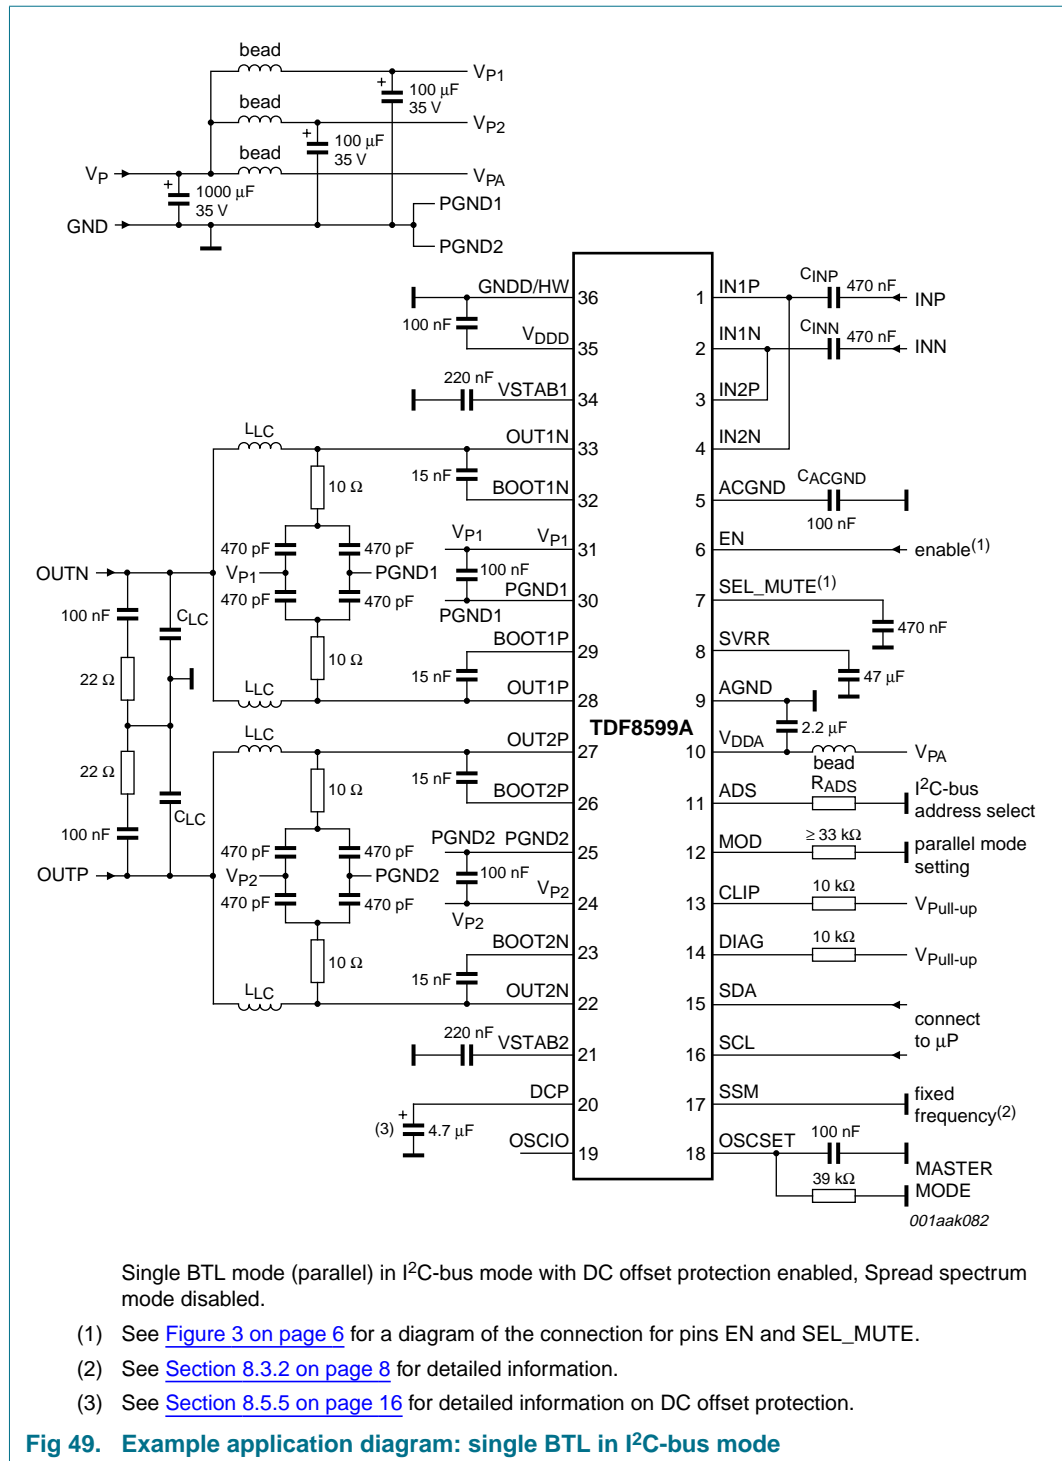 bead
VP1
100 μF
35 V
bead
VP2
100 μF
35 V
bead
VP
VPA
1000 μF
35 V
PGND1
GND
PGND2
GNDD/HW
36
100 nF
VDDD
35
220 nF
VSTAB1
34
LLC
OUT1N
33
15 nF
10 Ω
BOOT1N
32
470 pF
470 pF
VP1
VP1
31
OUTN
VP1
PGND1
100 nF
470 pF
470 pF
PGND1
PGND1
30
100 nF
CLC
BOOT1P
29
10 Ω
15 nF
22 Ω
LLC
OUT1P
28
TDF8599A
LLC
OUT2P
27
22 Ω
15 nF
10 Ω
BOOT2P
26
CLC
100 nF
470 pF
470 pF
PGND2
PGND2
25
OUTP
VP2
PGND2
100 nF
470 pF
470 pF
VP2
VP2
24
BOOT2N
23
10 Ω
15 nF
LLC
OUT2N
22
220 nF
VSTAB2
21
DCP
20
(3)
+
4.7 μF
OSCIO
19
1
IN1P
CINP
470 nF
INP
2
IN1N
CINN
470 nF
INN
3
IN2P
4
IN2N
5
ACGND
CACGND
100 nF
6
EN
enable(1)
7
SEL_MUTE(1)
470 nF
8
SVRR
47 μF
9
AGND
2.2 μF
10
VDDA
bead
VPA
11
ADS
RADS
I2C-bus
address select
12
MOD
≥ 33 kΩ
parallel mode
setting
13
CLIP
10 kΩ
VPull-up
14
DIAG
10 kΩ
VPull-up
15
SDA
connect
to μP
16
SCL
17
SSM
fixed
frequency(2)
18
OSCSET
100 nF
39 kΩ
MASTER
MODE
001aak082
Single BTL mode (parallel) in I2C-bus mode with DC offset protection enabled, Spread spectrum
mode disabled.
(1) See Figure 3 on page 6 for a diagram of the connection for pins EN and SEL_MUTE.
(2) See Section 8.3.2 on page 8 for detailed information.
(3) See Section 8.5.5 on page 16 for detailed information on DC offset protection.
Fig 49. Example application diagram: single BTL in I2C-bus mode